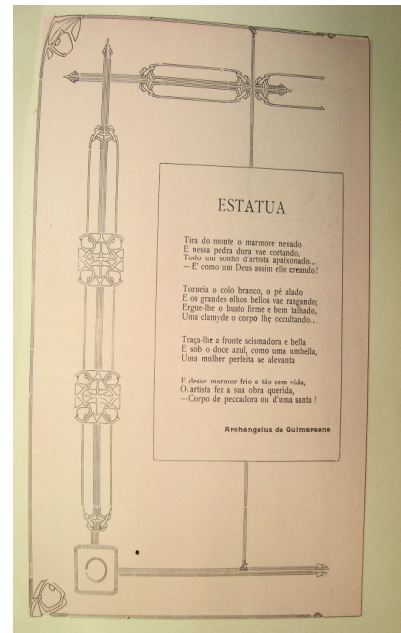 ESTATUA
Tira do monte o marmore nevado
E nessa pedra dura vae cortando,
Todo um sonho d'artista apaixonado...
—E' como um Deus assim elle creando!
Torneia o colo branco, o pé alado
E os grandes olhos bellos vae rasgando;
Ergue-lhe o busto firme e bem talhado,
Uma clamyde o corpo lhe occultando...
Traça-lhe a fronte scismadora e bella
E sob o doce azul, como uma umbella,
Uma mulher perfeita se alevanta
E desse marmor frio e tão sem vida,
O artista fez a sua obra querida,
—Corpo de peccadora ou d'uma santa !
Archangelus de Guimaraens